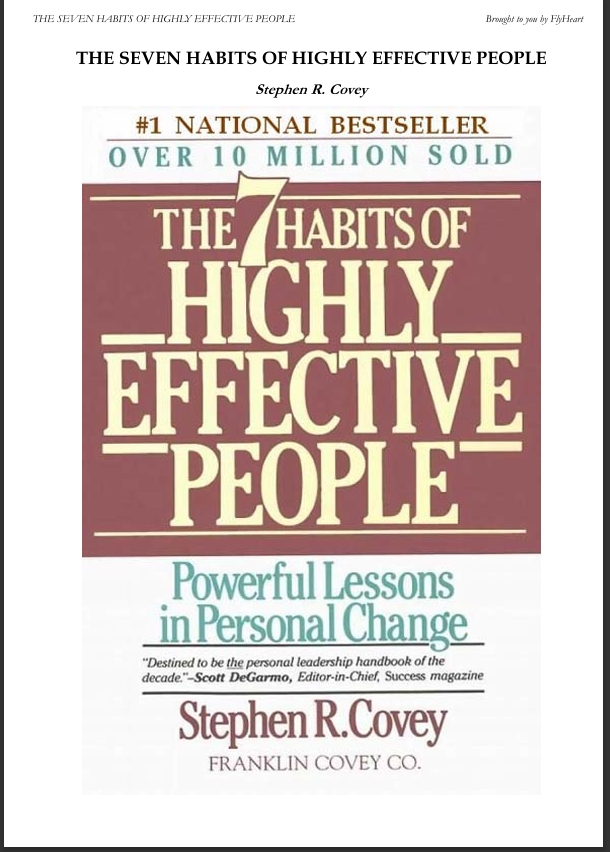 THE SEVEN HABITS OF HIGHLY EFFECTIVE PEOPLE
Brought to you by FlyHeart
THE SEVEN HABITS OF HIGHLY EFFECTIVE PEOPLE
Stephen R. Covey
#1 NATIONAL BESTSELLER
OVER 10 MILLION SOLD
THE 7 HABITS OF
HIGHLY
EFFECTIVE
PEOPLE
Powerful Lessons
in Personal Change
"Destined to be the personal leadership handbook of the
decade."–Scott DeGarmo, Editor-in-Chief, Success magazine
Stephen R. Covey
FRANKLIN COVEY CO.